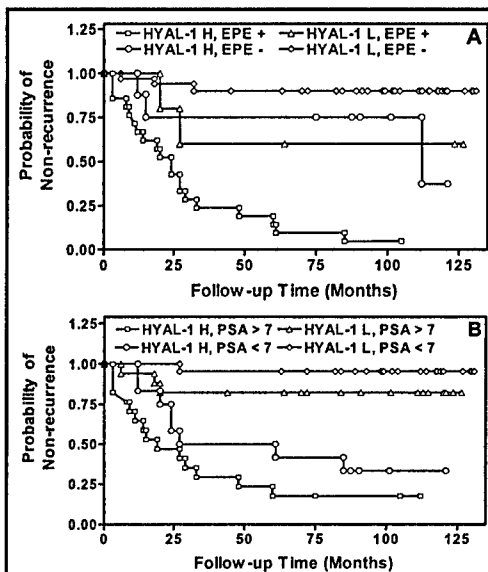 A
HYAL-1 H, EPE + HYAL-1 L, EPE +
HYAL-1 H, EPE - HYAL-1 L, EPE -
Probability of
Non-recurrence
1.25
1.00
0.75
0.50
0.25
0.00
0 25 50 75 100 125
Follow-up Time (Months)
B
HYAL-1 H, PSA > 7 HYAL-1 L, PSA > 7
HYAL-1 H, PSA < 7 HYAL-1 L, PSA < 7
Probability of
Non-recurrence
1.25
1.00
0.75
0.50
0.25
0.00
0 25 50 75 100 125
Follow-up Time (Months)